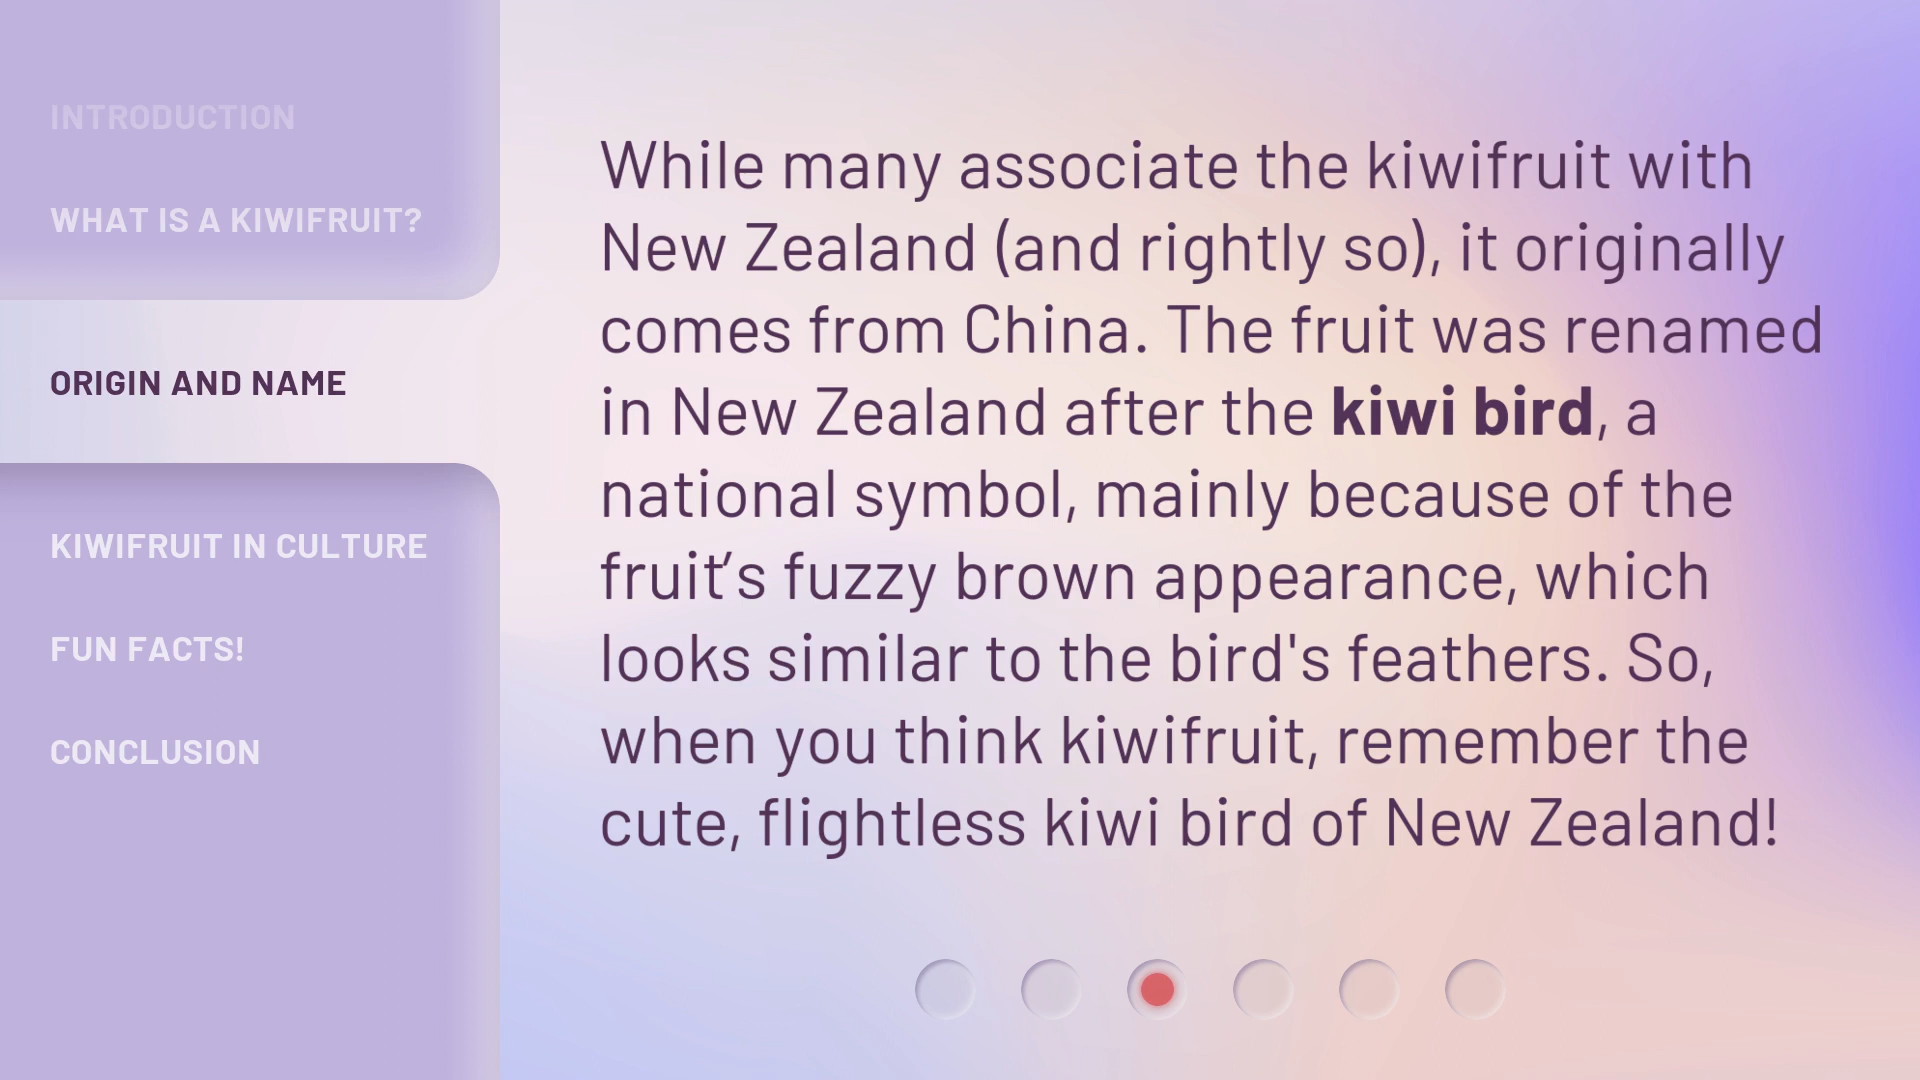 INTRODUCTION
WHAT IS A KIWIFRUIT?
ORIGIN AND NAME
KIWIFRUIT IN CULTURE
FUN FACTS!
CONCLUSION
While many associate the kiwifruit with
New Zealand (and rightly so), it originally
comes from China. The fruit was renamed
in New Zealand after the kiwi bird, a
national symbol, mainly because of the
fruit’s fuzzy brown appearance, which
looks similar to the bird's feathers. So,
when you think kiwifruit, remember the
cute, flightless kiwi bird of New Zealand!